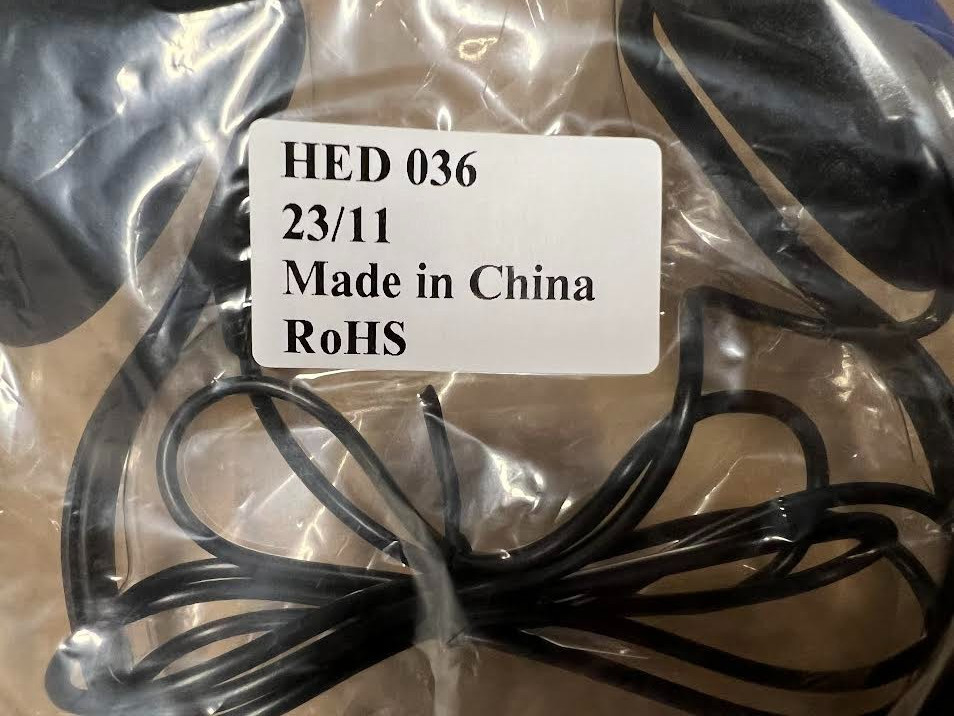 HED 036
23/11
Made in China
RoHS